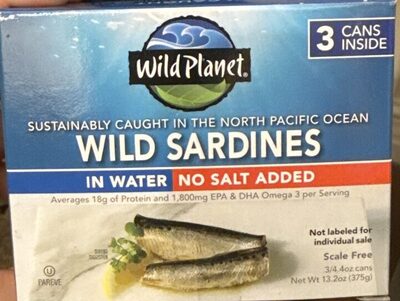 3 CANS
INSIDE
Wild Planet®
SUSTAINABLY CAUGHT IN THE NORTH PACIFIC OCEAN
WILD SARDINES
IN WATER NO SALT ADDED
Averages 18g of Protein and 1,800mg EPA & DHA Omega 3 per Serving
Not labeled for
individual sale
SERVING
SUGGESTION
Scale Free
3/4.4oz cans
Net Wt 13.2oz (375g)
U
PAREVE